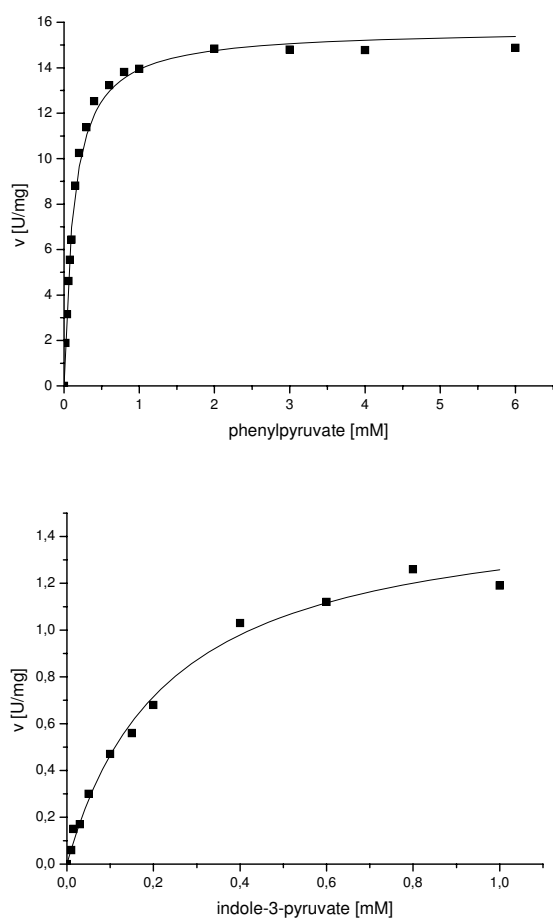 16
14
12
10
8
6
4
2
0
v [U/mg]
0 1 2 3 4 5 6
phenylpyruvate [mM]
1,4
1,2
1,0
0,8
0,6
0,4
0,2
0,0
v [U/mg]
0,0 0,2 0,4 0,6 0,8 1,0
indole-3-pyruvate [mM]